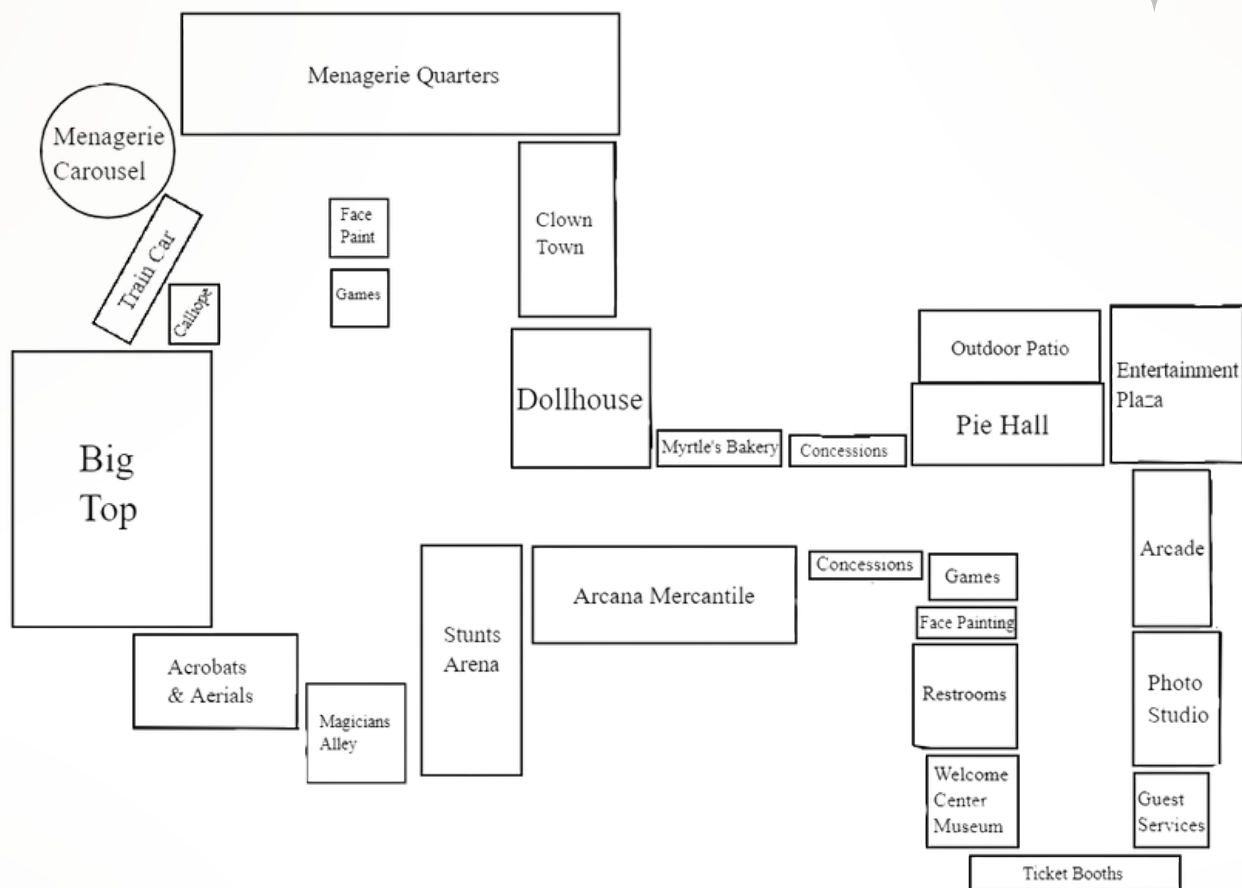 Menagerie Quarters
Menagerie
Carousel
Train Car
Calliope
Face
Paint
Games
Clown
Town
Dollhouse
Outdoor Patio
Pie Hall
Entertainment
Plaza
Myrtle's Bakery
Concessions
Big
Top
Arcade
Stunts
Arena
Arcana Mercantile
Concessions
Games
Face Painting
Acrobats
& Aerials
Magicians
Alley
Restrooms
Photo
Studio
Welcome
Center
Museum
Guest
Services
Ticket Booths